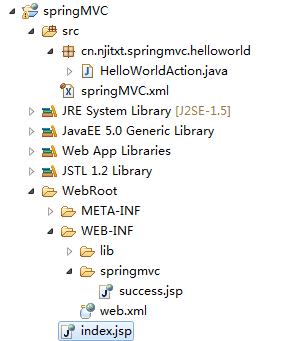 springMVC
src
cn.njitxt.springmvc.helloworld
HelloWorldAction.java
springMVC.xml
JRE System Library [J2SE-1.5]
JavaEE 5.0 Generic Library
Web App Libraries
JSTL 1.2 Library
WebRoot
META-INF
WEB-INF
lib
springmvc
success.jsp
web.xml
index.jsp